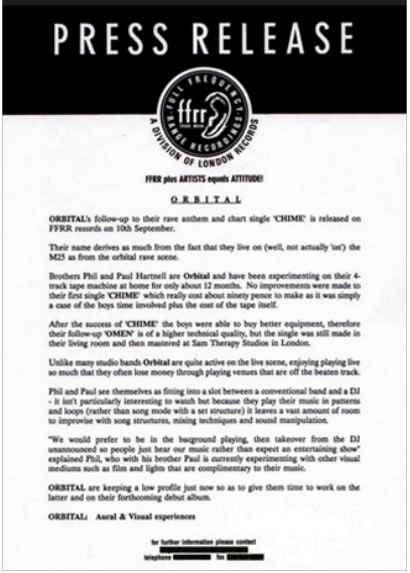 PRESS RELEASE
FULL FREQUENCY
ffrr
RANGE RECORDINGS
A DIVISION OF LONDON RECORDS
FFRR plus ARTISTS equals ATTITUDE!
ORBITAL
ORBITAL's follow-up to their rave anthem and chart single 'CHIME' is released on
FFRR records on 10th September.
Their name derives as much from the fact that they live on (well, not actually 'on') the
M25 as from the orbital rave scene.
Brothers Phil and Paul Hartnell are Orbital and have been experimenting on their 4-
track tape machine at home for only about 12 months. No improvements were made to
their first single 'CHIME' which really cost about ninety pence to make as it was simply
a case of the boys time involved plus the cost of the tape itself.
After the success of 'CHIME' the boys were able to buy better equipment, therefore
their follow-up 'OMEN' is of a higher technical quality, but the single was still made in
their living room and then mastered at Sam Therapy Studios in London.
Unlike many studio bands Orbital are quite active on the live scene, enjoying playing live
so much that they often lose money through playing venues that are off the beaten track.
Phil and Paul see themselves as fitting into a slot between a conventional band and a DJ
- it isn't particularly interesting to watch but because they play their music in patterns
and loops (rather than song mode with a set structure) it leaves a vast amount of room
to improvise with song structures, mixing techniques and sound manipulation.
"We would prefer to be in the bacground playing, then takeover from the DJ
unannounced so people just hear our music rather than expect an entertaining show"
explained Phil, who with his brother Paul is currently experimenting with other visual
mediums such as film and lights that are complimentary to their music.
ORBITAL are keeping a low profile just now so as to give them time to work on the
latter and on their forthcoming debut album.
ORBITAL: Aural & Visual experiences
for further information please contact
telephone fax